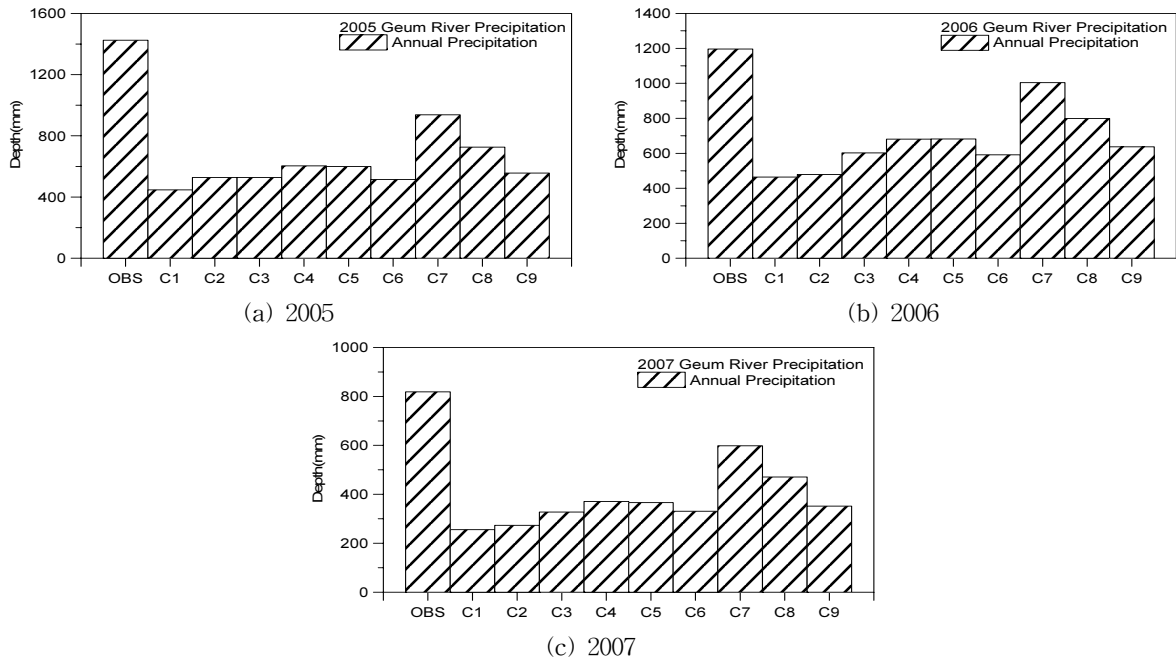 1600
1200
800
400
0
Depth(mm)
2005 Geum River Precipitation
Annual Precipitation
OBS C1 C2 C3 C4 C5 C6 C7 C8 C9
(a) 2005
1400
1200
1000
800
600
400
200
0
Depth(mm)
2006 Geum River Precipitation
Annual Precipitation
OBS C1 C2 C3 C4 C5 C6 C7 C8 C9
(b) 2006
1000
800
600
400
200
0
Depth(mm)
2007 Geum River Precipitation
Annual Precipitation
OBS C1 C2 C3 C4 C5 C6 C7 C8 C9
(c) 2007